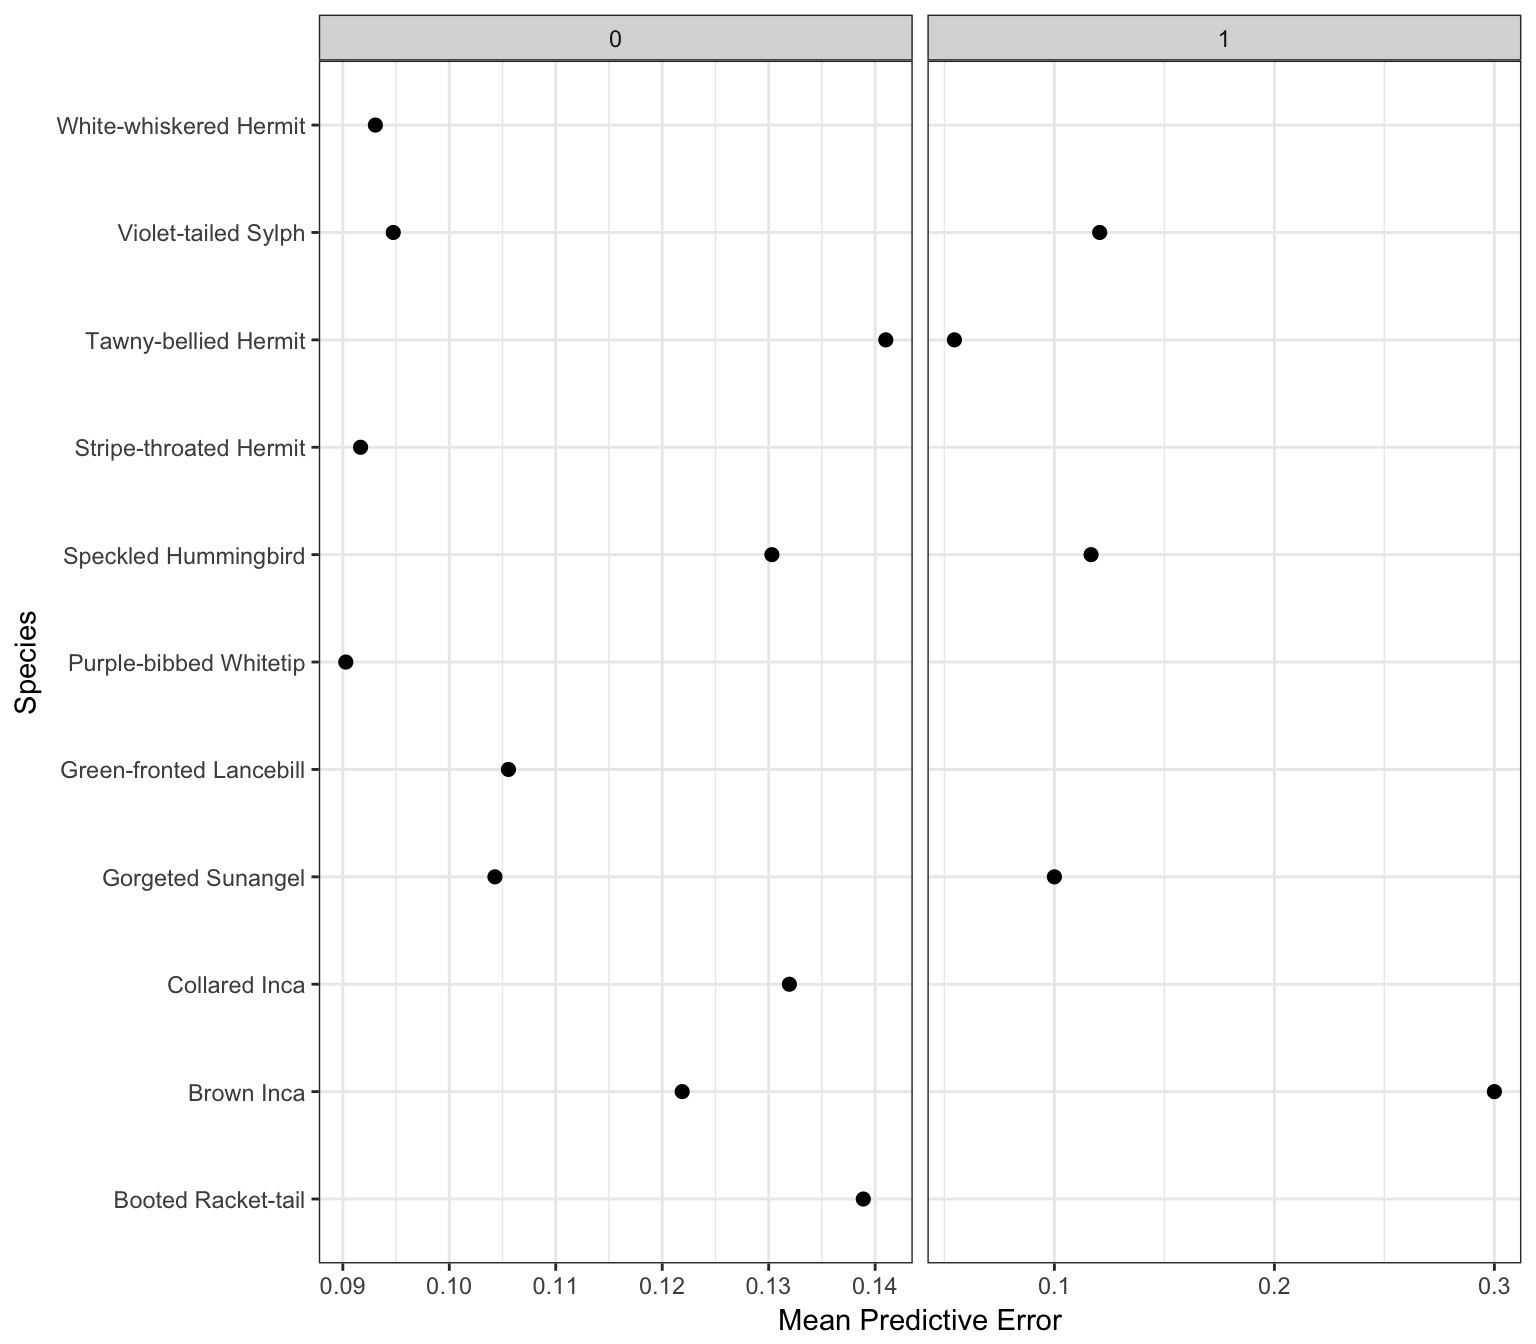 0
1
White-whiskered Hermit
Violet-tailed Sylph
Tawny-bellied Hermit
Stripe-throated Hermit
Speckled Hummingbird
Purple-bibbed Whitetip
Green-fronted Lancebill
Gorgeted Sunangel
Collared Inca
Brown Inca
Booted Racket-tail
Species
0.09 0.10 0.11 0.12 0.13 0.14
0.1 0.2 0.3
Mean Predictive Error